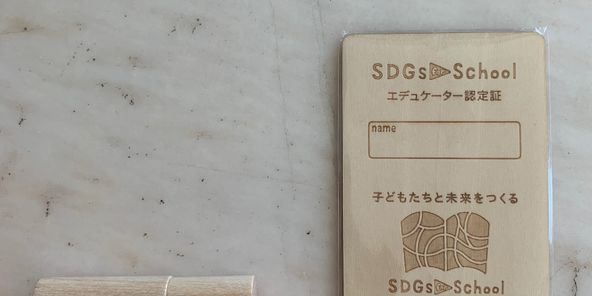 SDGs School
エデュケーター認定証
name
子どもたちと未来をつくる
SDGs School